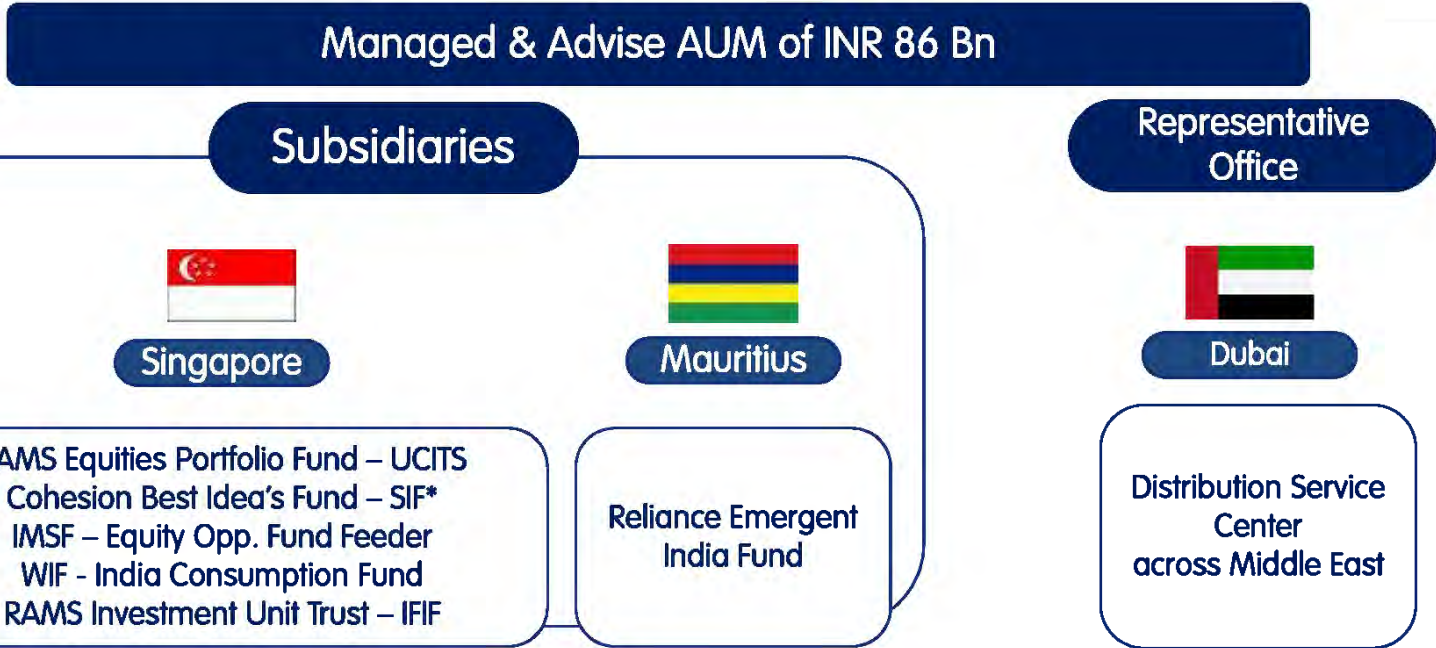 Managed & Advise AUM of INR 86 Bn
Subsidiaries
Representative
Office
Singapore
Mauritius
Dubai
AMS Equities Portfolio Fund – UCITS
Cohesion Best Idea's Fund – SIF*
IMSF – Equity Opp. Fund Feeder
WIF - India Consumption Fund
RAMS Investment Unit Trust – IFIF
Reliance Emergent
India Fund
Distribution Service
Center
across Middle East